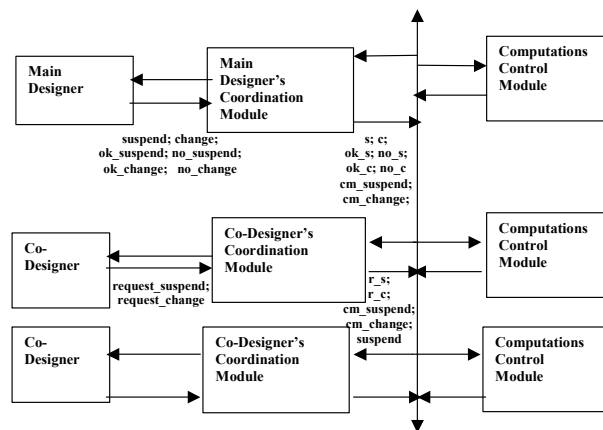 Main
Designer
Main
Designer's
Coordination
Module
Computations
Control
Module
suspend; change;
ok_suspend; no_suspend;
ok_change; no_change
s; c;
ok_s; no_s;
ok_c; no_c
cm_suspend;
cm_change;
Co-
Designer
Co-Designer's
Coordination
Module
Computations
Control
Module
request_suspend;
request_change
r_s;
r_c;
cm_suspend;
cm_change;
suspend
Co-
Designer
Co-Designer's
Coordination
Module
Computations
Control
Module